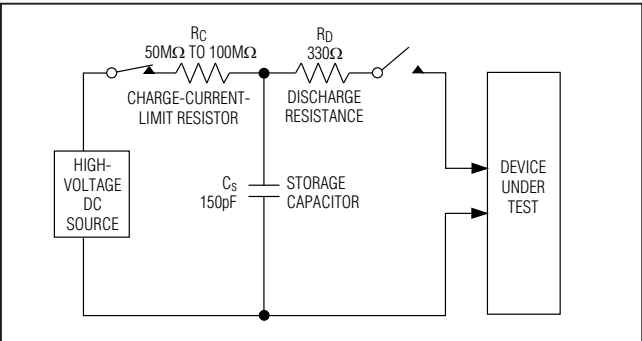 RC
50MΩ TO 100MΩ
CHARGE-CURRENT-
LIMIT RESISTOR
RD
330Ω
DISCHARGE
RESISTANCE
HIGH-
VOLTAGE
DC
SOURCE
Cs
150pF
STORAGE
CAPACITOR
DEVICE
UNDER
TEST